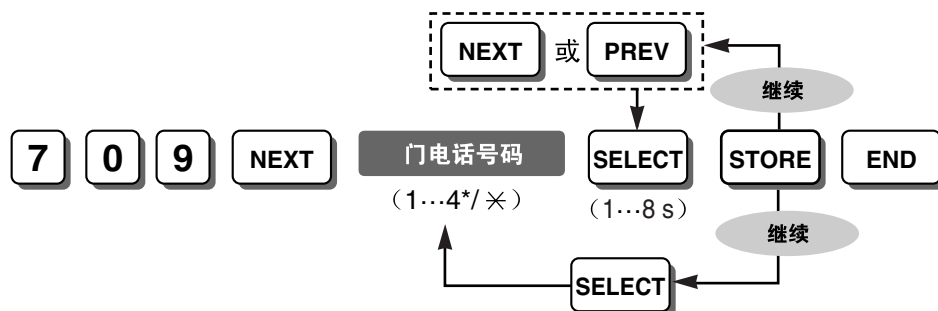 NEXT 或 PREV
继续
7 0 9 NEXT 门电话号码 SELECT STORE END
(1…4*/✳) (1…8 s)
继续
SELECT